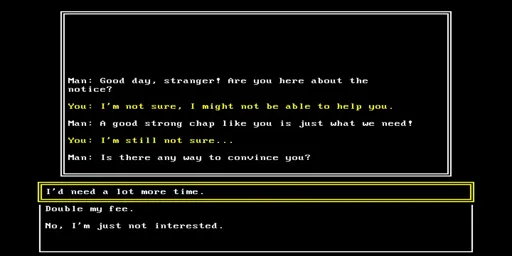 Man: Good day, stranger! Are you here about the
notice?
You: I'm not sure, I might not be able to help you.
Man: A good strong chap like you is just what we need!
You: I'm still not sure...
Man: Is there any way to convince you?
I'd need a lot more time.
Double my fee.
No, I'm just not interested.